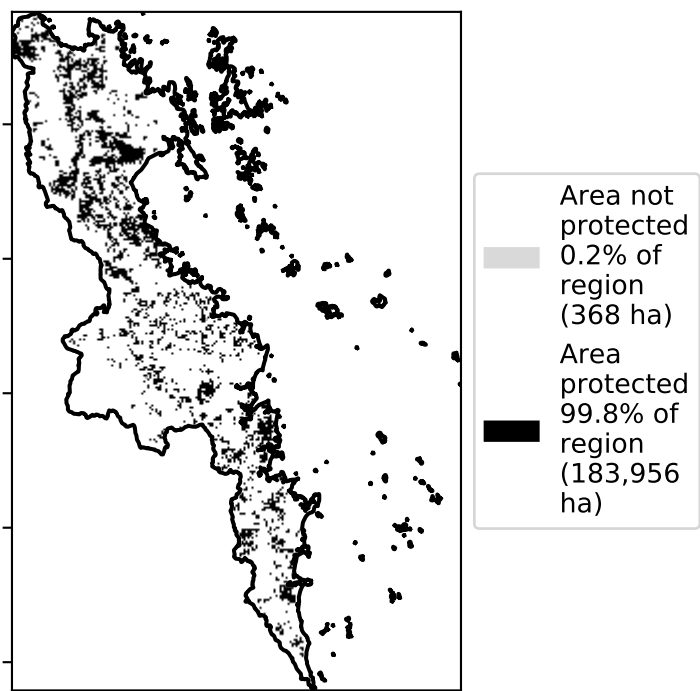 Area not
protected
0.2% of
region
(368 ha)
Area
protected
99.8% of
region
(183,956
ha)